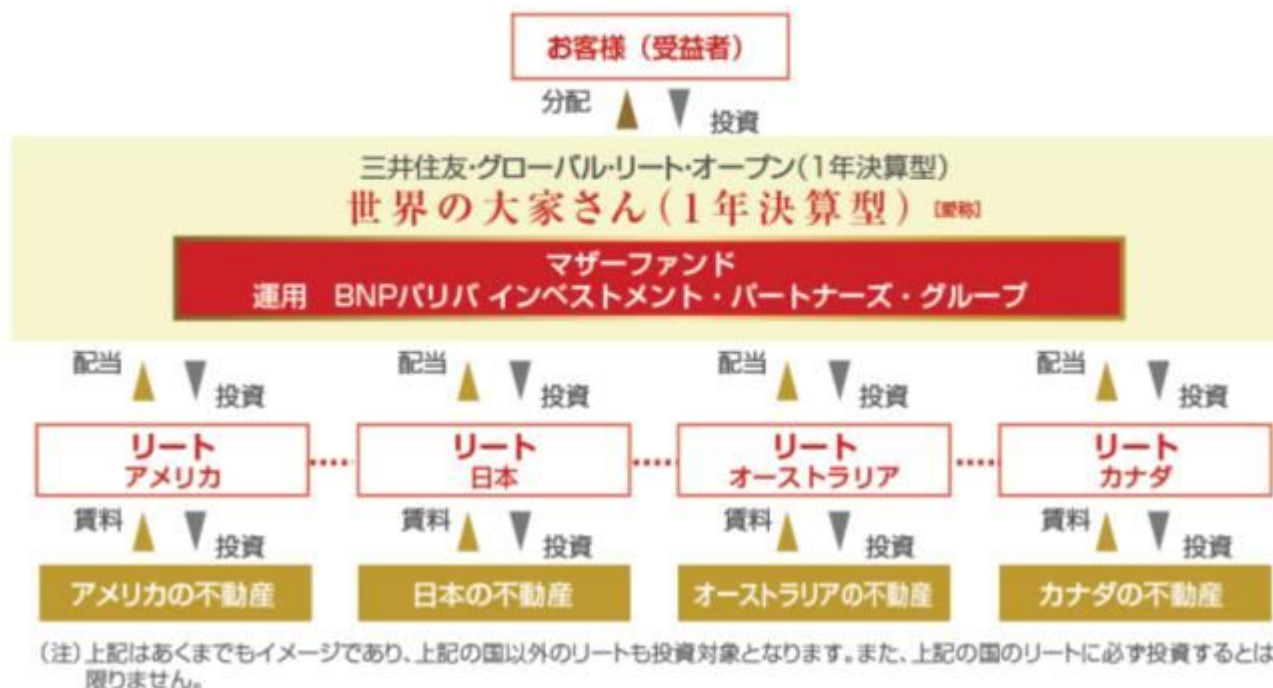 お客様（受益者）
分配
投資
三井住友・グローバル・リート・オープン（1年決算型）
世界の大家さん（1年決算型）［愛称］
マザーファンド
運用　BNPパリバ インベストメント・パートナーズ・グループ
配当 投資 配当 投資 配当 投資 配当 投資
リート リート リート リート
アメリカ 日本 オーストラリア カナダ
賃料 投資 賃料 投資 賃料 投資 賃料 投資
アメリカの不動産 日本の不動産 オーストラリアの不動産 カナダの不動産
（注）上記はあくまでもイメージであり、上記の国以外のリートも投資対象となります。また、上記の国のリートに必ず投資するとは
限りません。